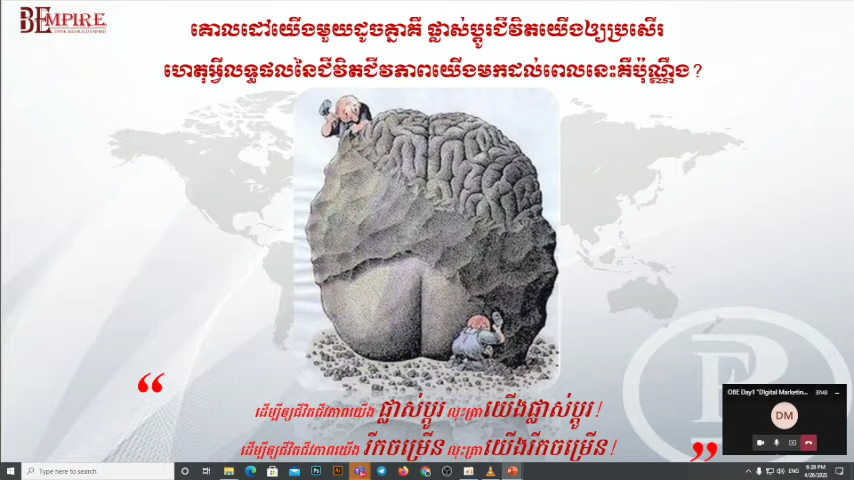 BEMPIRE
គោលដៅយើងមួយដូចគ្នាគឺ ផ្លាស់ប្តូរជីវិតយើងឲ្យប្រសើរ
ហេតុអ្វីលទ្ធផលនៃជីវិតជីវភាពយើងមកដល់ពេលនេះគឺប៉ុណ្ណឹង?
“
ដើម្បីឲ្យជីវិតជីវភាពយើង ផ្លាស់ប្តូរ លុះត្រាយើងផ្លាស់ប្តូរ!
ដើម្បីឲ្យជីវិតជីវភាពយើង រីកចម្រើន លុះត្រាយើងរីកចម្រើន!
”
OBE Day1 "Digital Marketin...
37:43
DM
Type here to search
ENG
6:26 PM